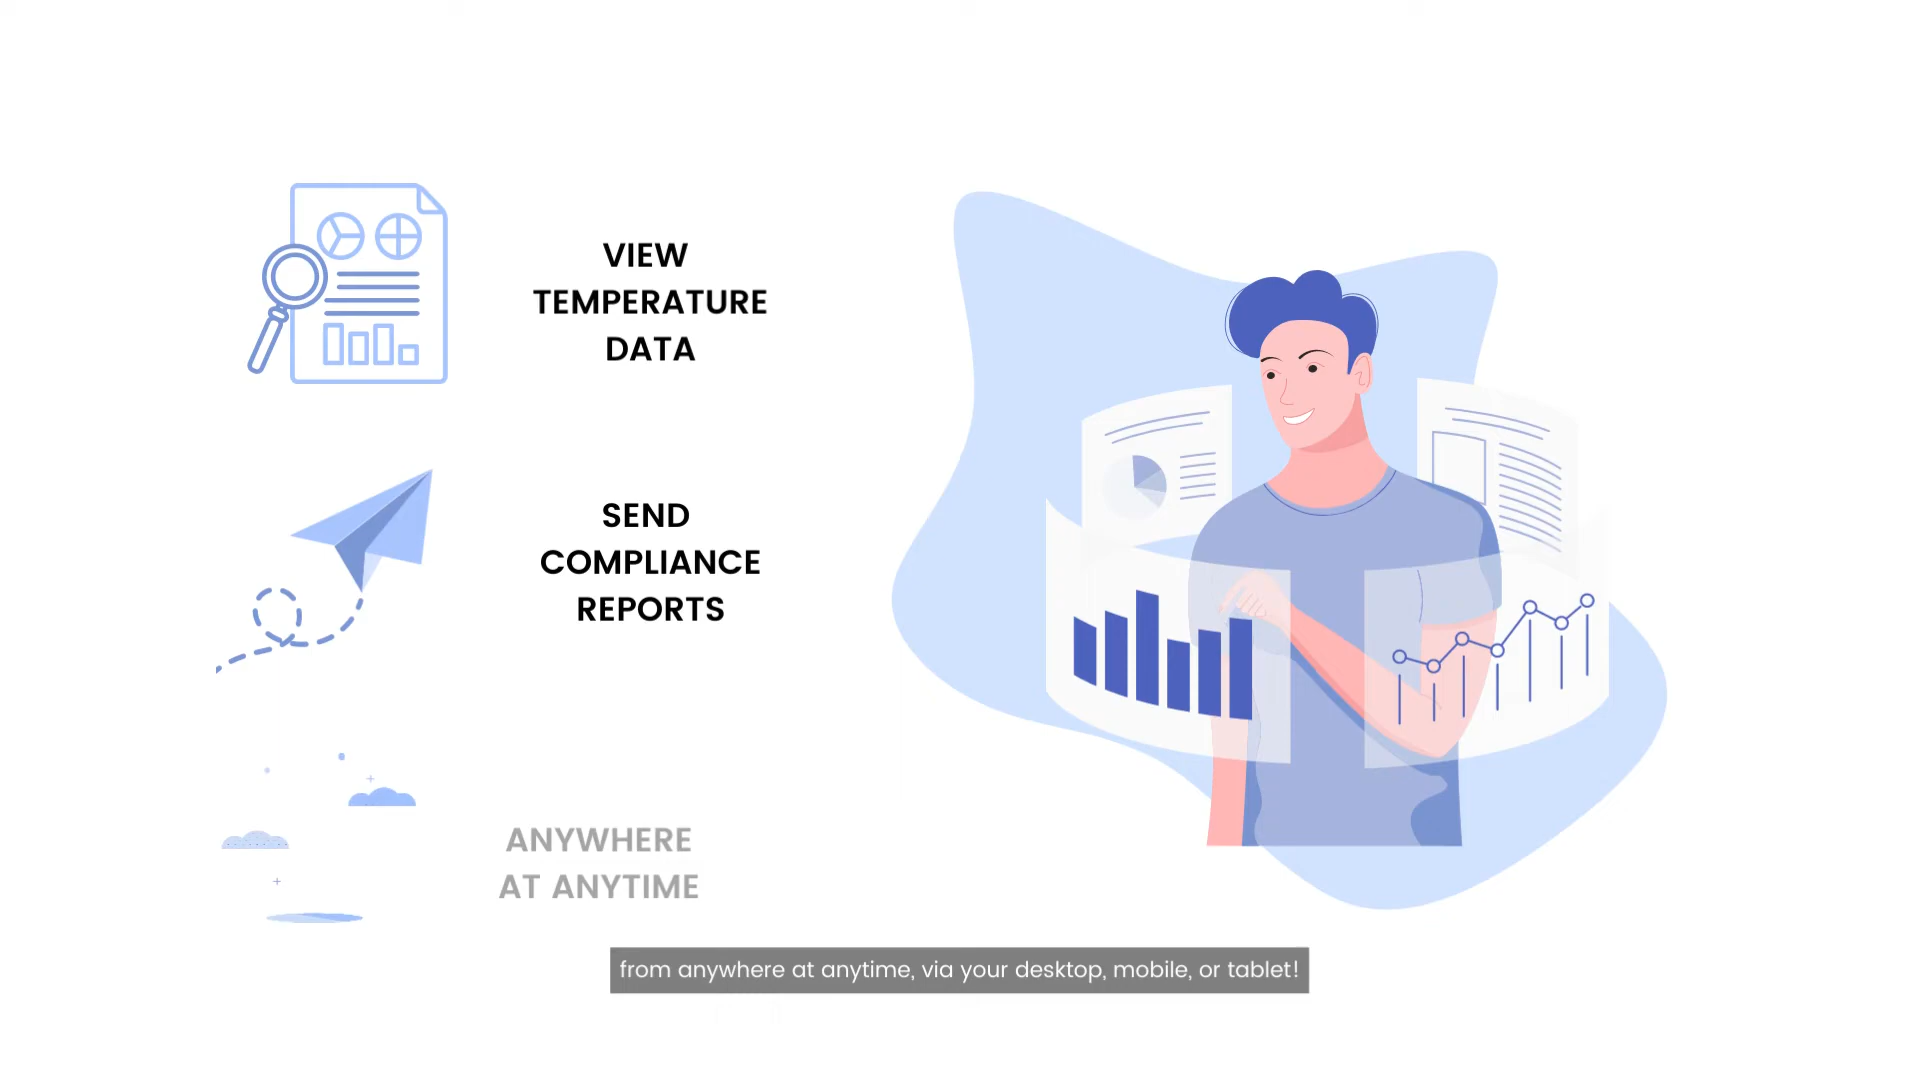 VIEW
TEMPERATURE
DATA
SEND
COMPLIANCE
REPORTS
ANYWHERE
AT ANYTIME
from anywhere at anytime, via your desktop, mobile, or tablet!